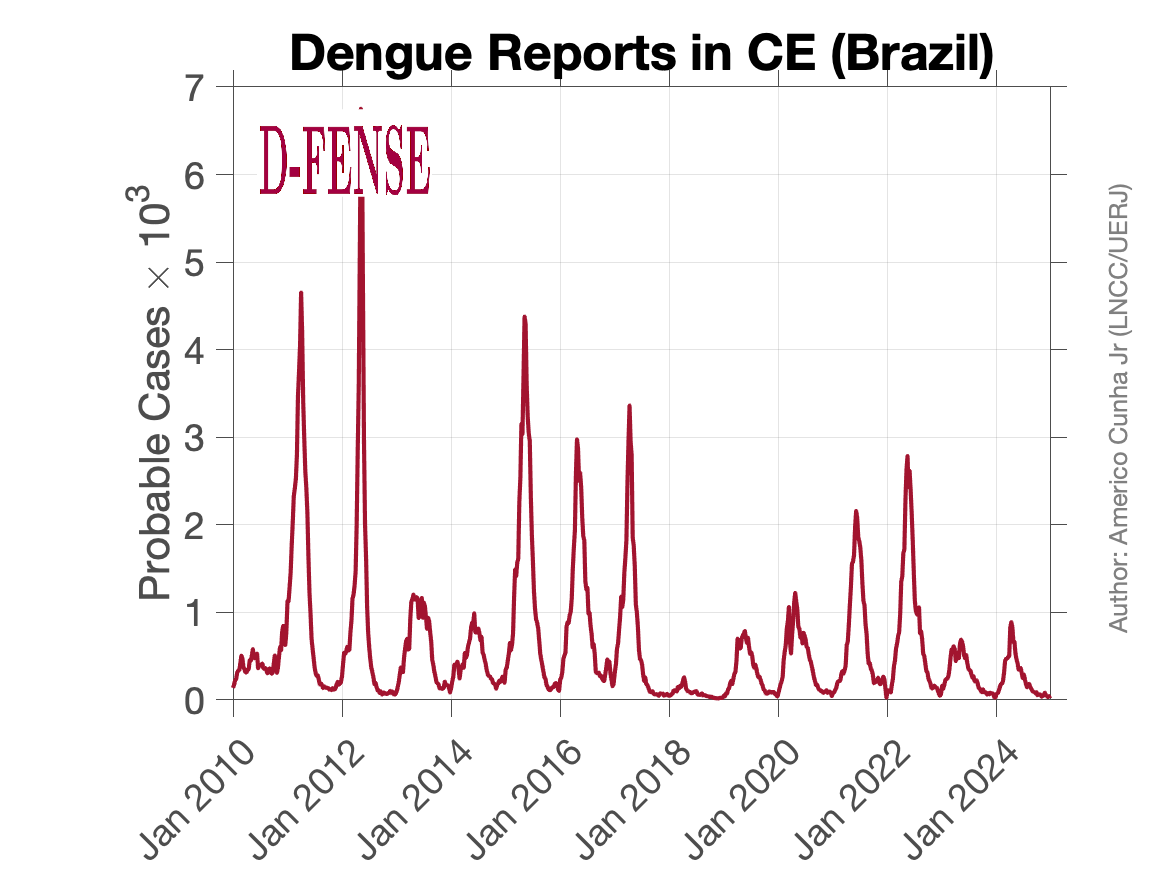 Dengue Reports in CE (Brazil)
D-FENSE
Probable Cases × 10³
7
6
5
4
3
2
1
0
Jan 2010
Jan 2012
Jan 2014
Jan 2016
Jan 2018
Jan 2020
Jan 2022
Jan 2024
Author: Americo Cunha Jr (LNCC/UERJ)